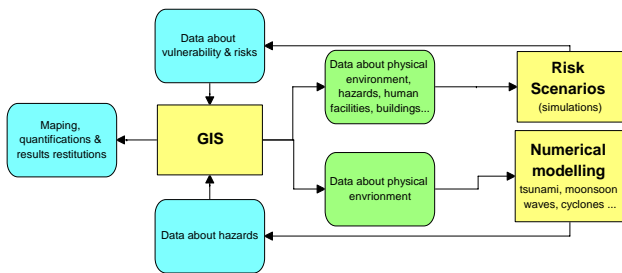 Data about
vulnerability & risks
Data about physical
environment,
hazards, human
facilities, buildings...
Risk
Scenarios
(simulations)
Maping,
quantifications &
results restitutions
GIS
Data about physical
envrionment
Numerical
modelling
tsunami, moonsoon
waves, cyclones ...
Data about hazards